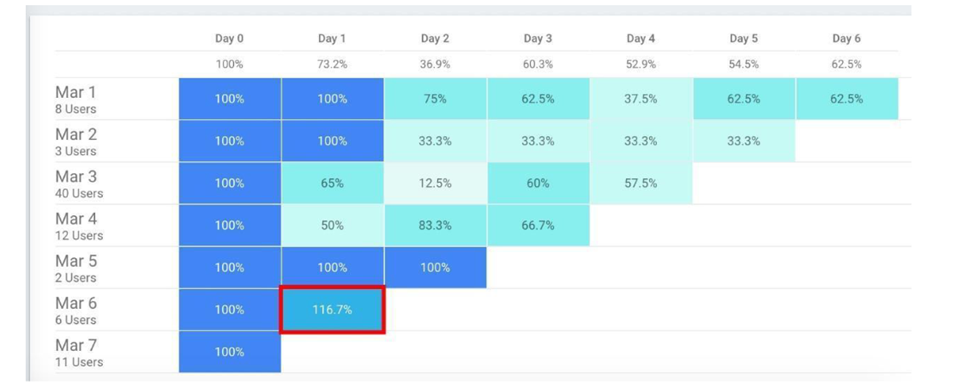 Day 0 Day 1 Day 2 Day 3 Day 4 Day 5 Day 6
100% 73.2% 36.9% 60.3% 52.9% 54.5% 62.5%
Mar 1
8 Users
100% 100% 75% 62.5% 37.5% 62.5% 62.5%
Mar 2
3 Users
100% 100% 33.3% 33.3% 33.3% 33.3%
Mar 3
40 Users
100% 65% 12.5% 60% 57.5%
Mar 4
12 Users
100% 50% 83.3% 66.7%
Mar 5
2 Users
100% 100% 100%
Mar 6
6 Users
100% 116.7%
Mar 7
11 Users
100%